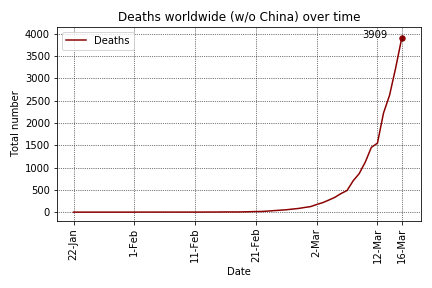 Deaths worldwide (w/o China) over time
Deaths
3909
Total number
4000
3500
3000
2500
2000
1500
1000
500
0
22-Jan
1-Feb
11-Feb
21-Feb
2-Mar
12-Mar
16-Mar
Date